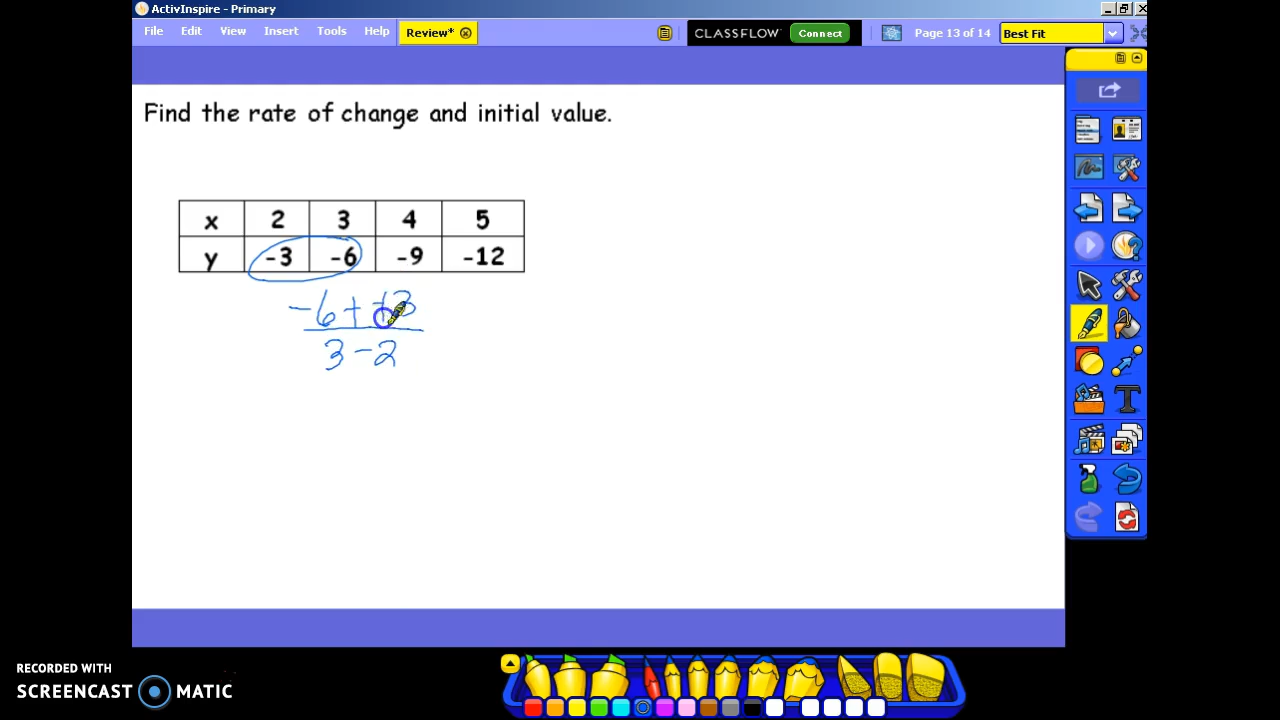 ActivInspire - Primary
File Edit View Insert Tools Help Review* CLASSFLOW Connect Page 13 of 14 Best Fit
Find the rate of change and initial value.
x 2 3 4 5
y -3 -6 -9 -12
-6 + +3
3 - 2
RECORDED WITH
SCREENCAST MATIC